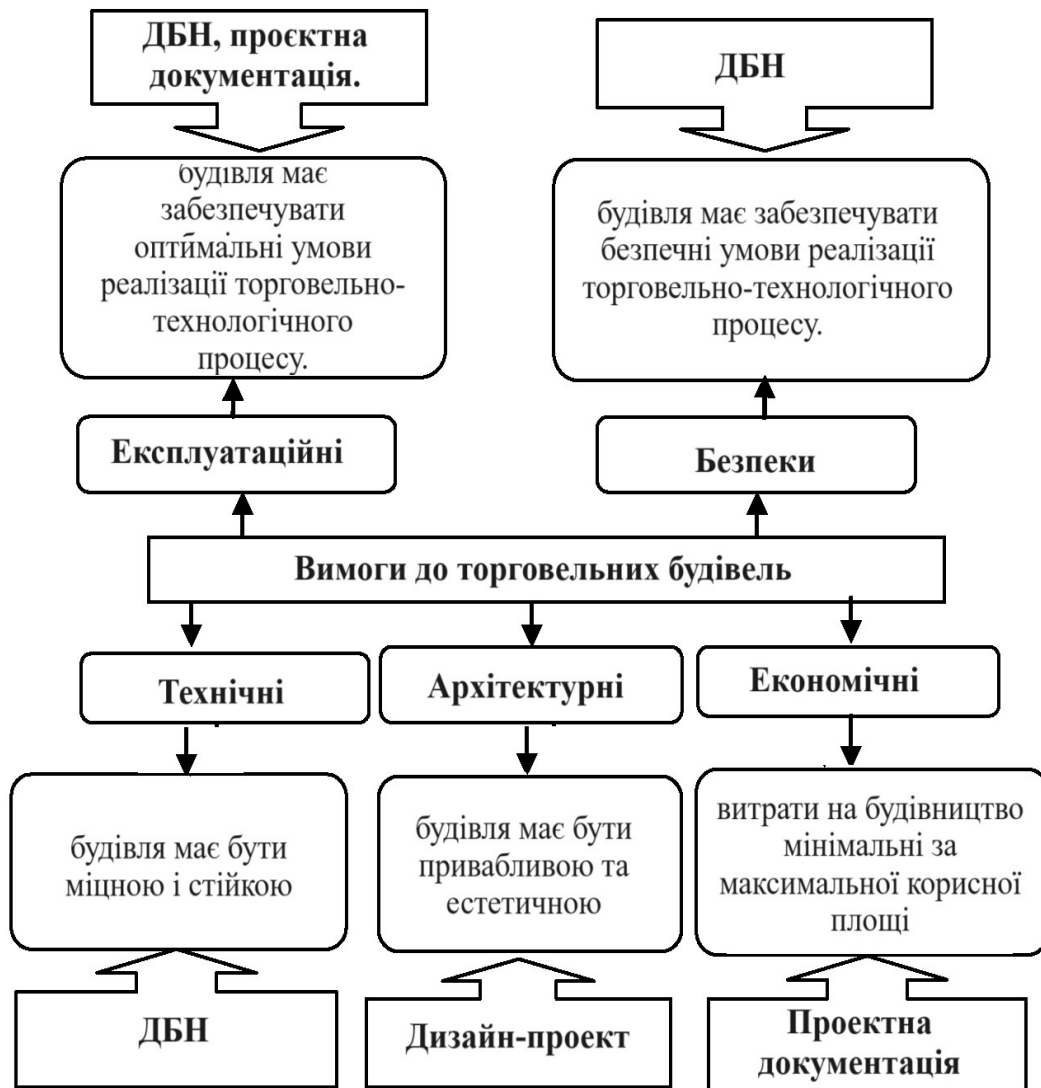 ДБН, проєктна
документація.
ДБН
будівля має
забезпечувати
оптимальні умови
реалізації торговельно-
технологічного
процесу.
будівля має забезпечувати
безпечні умови реалізації
торговельно-технологічного
процесу.
Експлуатаційні
Безпеки
Вимоги до торговельних будівель
Технічні
Архітектурні
Економічні
будівля має бути
міцною і стійкою
будівля має бути
привабливою та
естетичною
витрати на будівництво
мінімальні за
максимальної корисної
площі
ДБН
Дизайн-проект
Проектна
документація